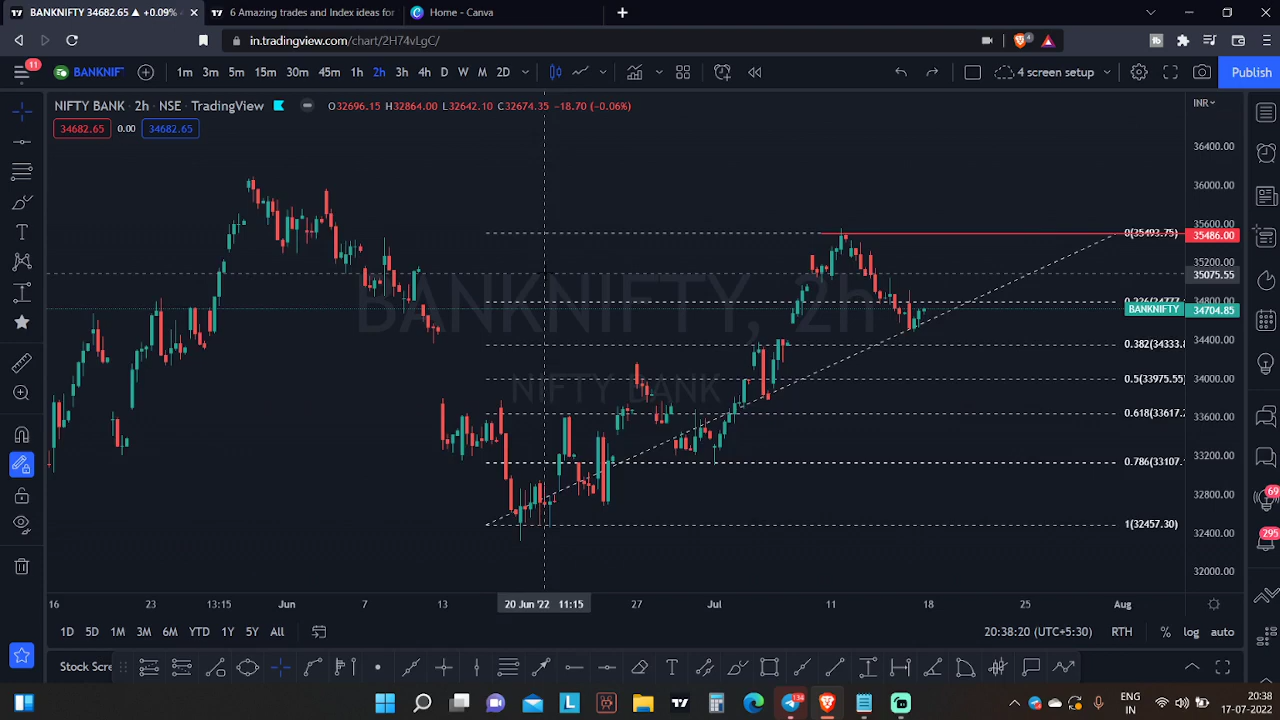 BANKNIFTY 34682.65 ▲ +0.09%
6 Amazing trades and Index ideas for
Home - Canva
in.tradingview.com/chart/2H74vLgC/
4
11
BANKNIF
1m 3m 5m 15m 30m 45m 1h 2h 3h 4h D W M 2D
4 screen setup
Publish
NIFTY BANK · 2h · NSE · TradingView
O32696.15 H32864.00 L32642.10 C32674.35 -18.70 (-0.06%)
INR
34682.65 0.00 34682.65
36400.00
36000.00
35600.00
0(35493.75)
35486.00
35200.00
35075.55
34800.00
BANKNIFTY 34704.85
34400.00
0.382(34333.8
0.5(33975.55)
34000.00
0.618(33617.
33600.00
0.786(33107.
33200.00
32800.00
1(32457.30)
32400.00
32000.00
BANKNIFTY, 2h
NIFTY BANK
69
295
16 23 13:15 Jun 7 13 20 Jun '22 11:15 27 Jul 11 18 25 Aug
1D 5D 1M 3M 6M YTD 1Y 5Y All
20:38:20 (UTC+5:30) RTH % log auto
Stock Scre
134
ENG
IN
20:38
17-07-2022